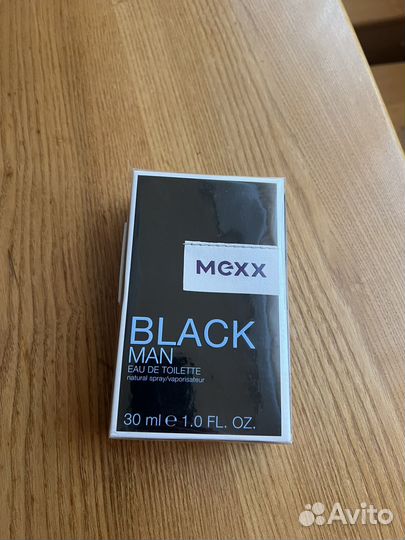 Mexx
BLACK
MAN
EAU DE TOILETTE
natural spray/vaporisateur
30 ml ℮ 1.0 FL. OZ.
Avito